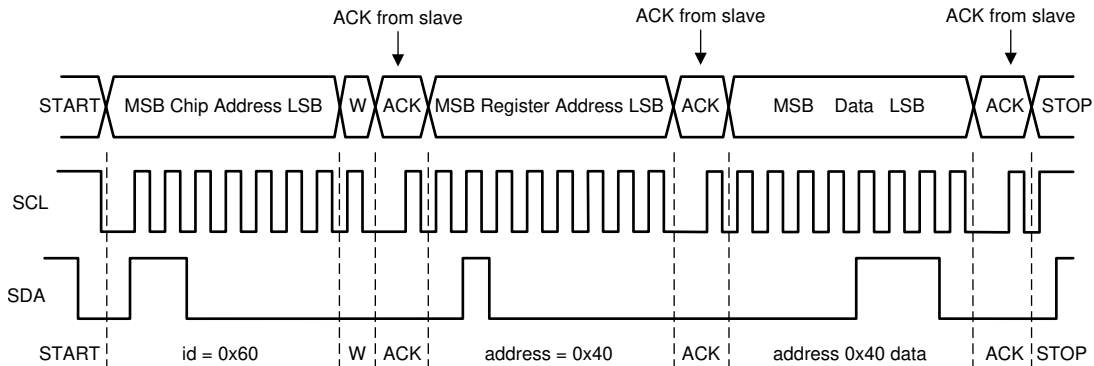 ACK from slave ACK from slave ACK from slave
START MSB Chip Address LSB W ACK MSB Register Address LSB ACK MSB Data LSB ACK STOP
SCL
SDA
START id = 0x60 W ACK address = 0x40 ACK address 0x40 data ACK STOP